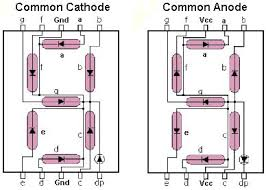 Common Cathode
Common Anode
g f Gnd a b
g f Vcc a b
a
f b
g
e c
d
e d Gnd c dp
a
f b
g
e c
d
e d Vcc c dp